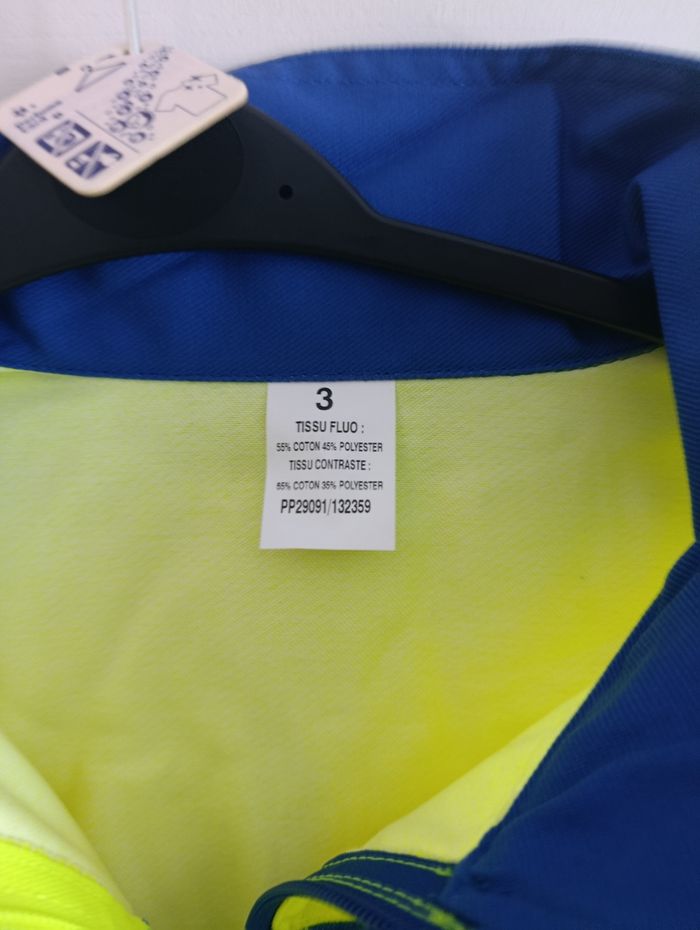 3
TISSU FLUO :
55% COTON 45% POLYESTER
TISSU CONTRASTE :
65% COTON 35% POLYESTER
PP29091/132359